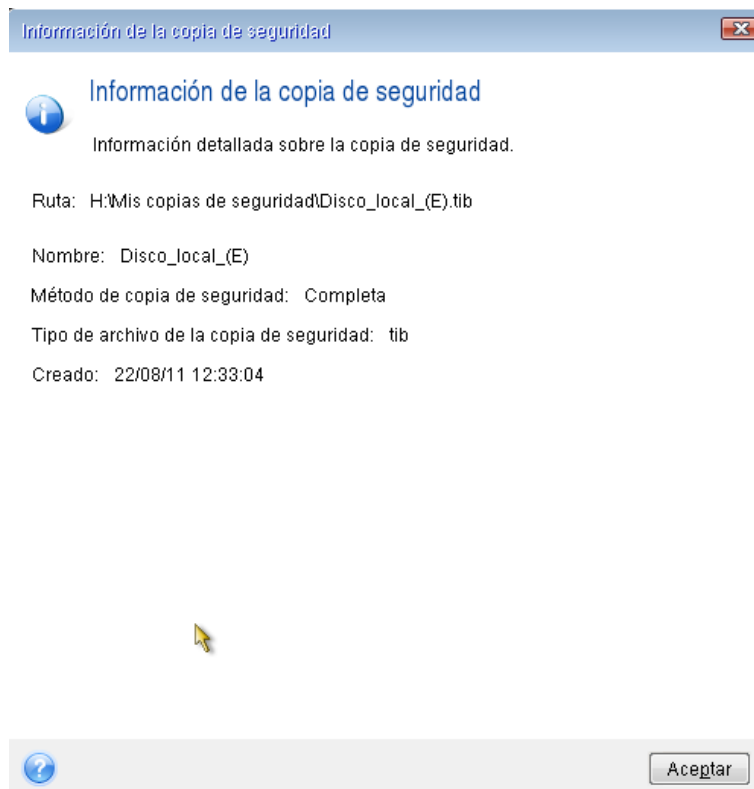 Información de la copia de seguridad
Información de la copia de seguridad
Información detallada sobre la copia de seguridad.
Ruta: H:\Mis copias de seguridad\Disco_local_(E).tib
Nombre: Disco_local_(E)
Método de copia de seguridad: Completa
Tipo de archivo de la copia de seguridad: tib
Creado: 22/08/11 12:33:04
Aceptar